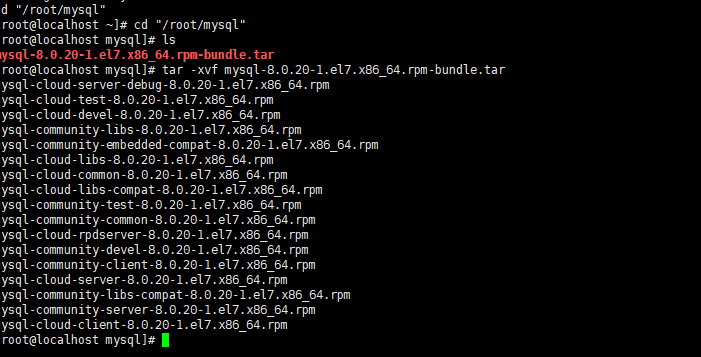 d "/root/mysql"
root@localhost ~]# cd "/root/mysql"
root@localhost mysql]# ls
mysql-8.0.20-1.el7.x86_64.rpm-bundle.tar
root@localhost mysql]# tar -xvf mysql-8.0.20-1.el7.x86_64.rpm-bundle.tar
ysql-cloud-server-debug-8.0.20-1.el7.x86_64.rpm
ysql-cloud-test-8.0.20-1.el7.x86_64.rpm
ysql-cloud-devel-8.0.20-1.el7.x86_64.rpm
ysql-community-libs-8.0.20-1.el7.x86_64.rpm
ysql-community-embedded-compat-8.0.20-1.el7.x86_64.rpm
ysql-cloud-libs-8.0.20-1.el7.x86_64.rpm
ysql-cloud-common-8.0.20-1.el7.x86_64.rpm
ysql-cloud-libs-compat-8.0.20-1.el7.x86_64.rpm
ysql-community-test-8.0.20-1.el7.x86_64.rpm
ysql-community-common-8.0.20-1.el7.x86_64.rpm
ysql-cloud-rpdserver-8.0.20-1.el7.x86_64.rpm
ysql-community-devel-8.0.20-1.el7.x86_64.rpm
ysql-community-client-8.0.20-1.el7.x86_64.rpm
ysql-cloud-server-8.0.20-1.el7.x86_64.rpm
ysql-community-libs-compat-8.0.20-1.el7.x86_64.rpm
ysql-community-server-8.0.20-1.el7.x86_64.rpm
ysql-cloud-client-8.0.20-1.el7.x86_64.rpm
root@localhost mysql]#